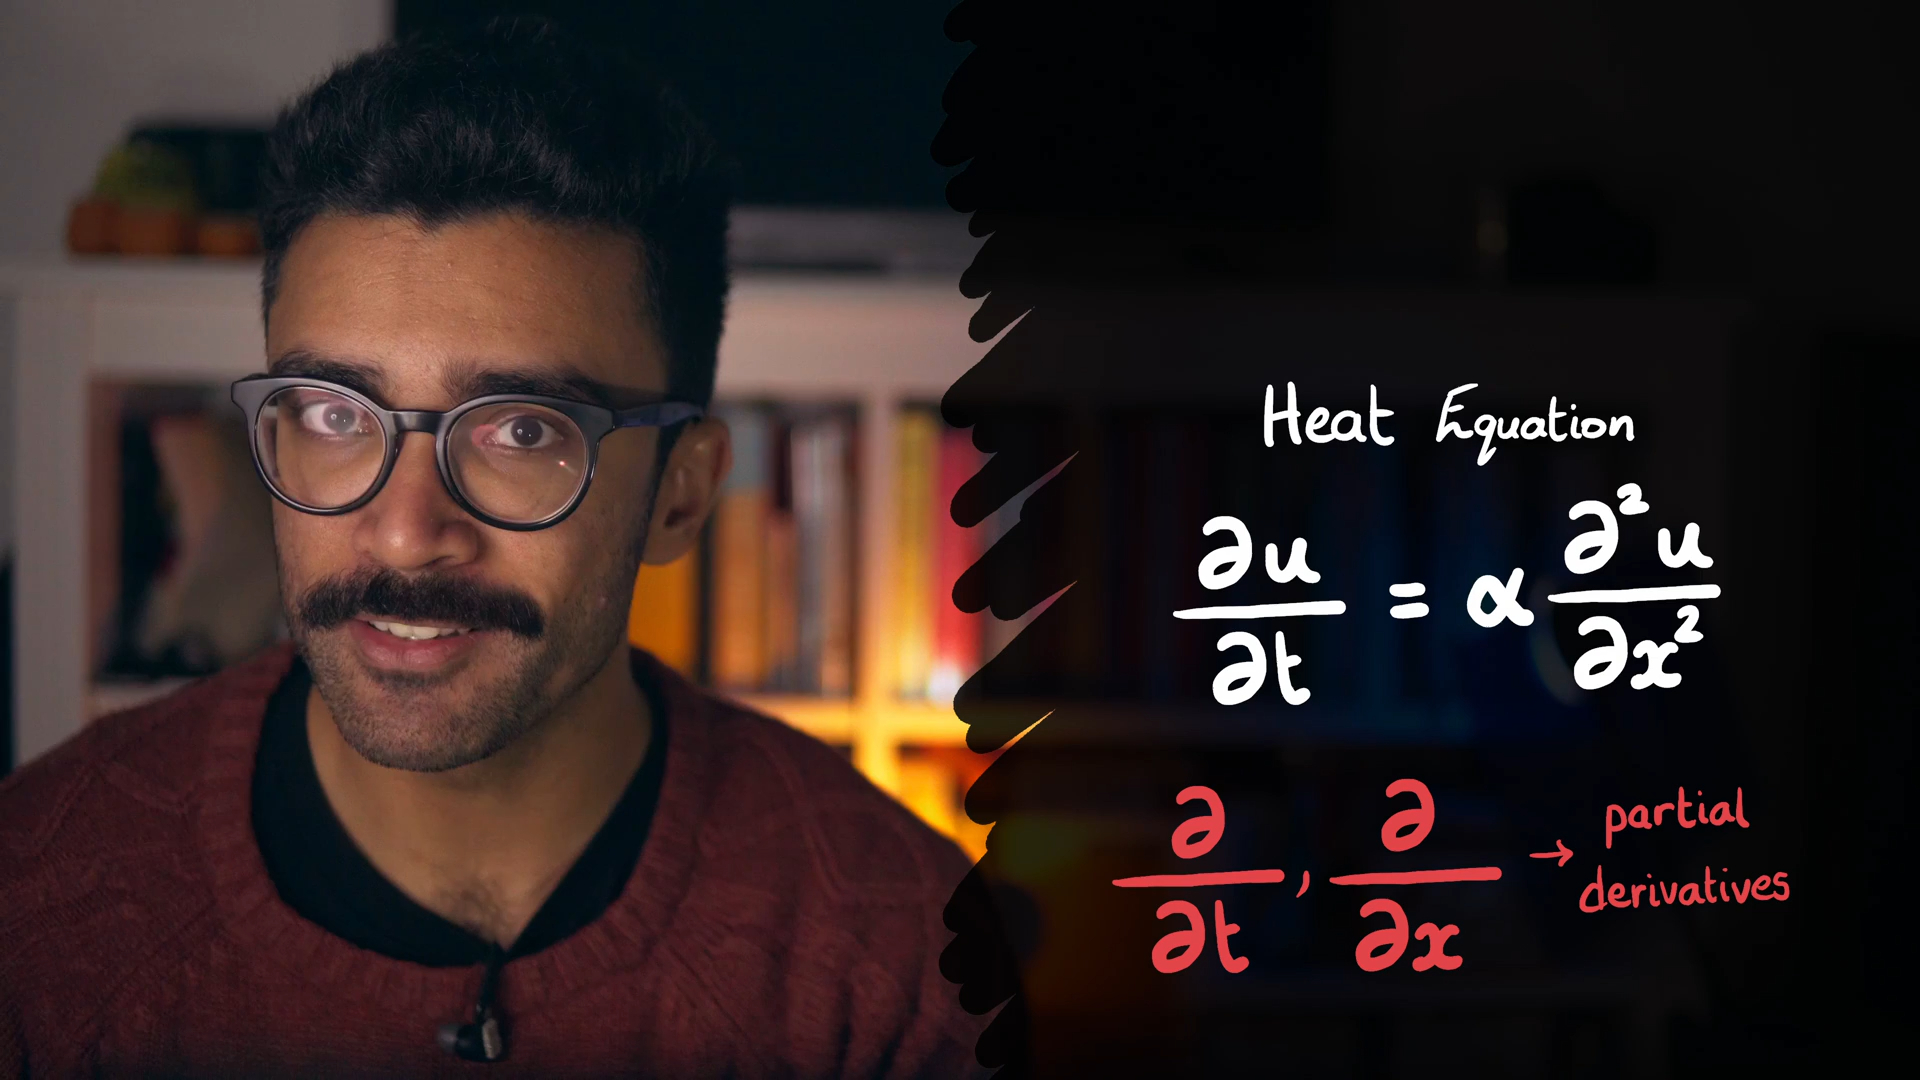 Heat Equation
∂u/∂t = α ∂²u/∂x²
∂/∂t , ∂/∂x → partial
derivatives